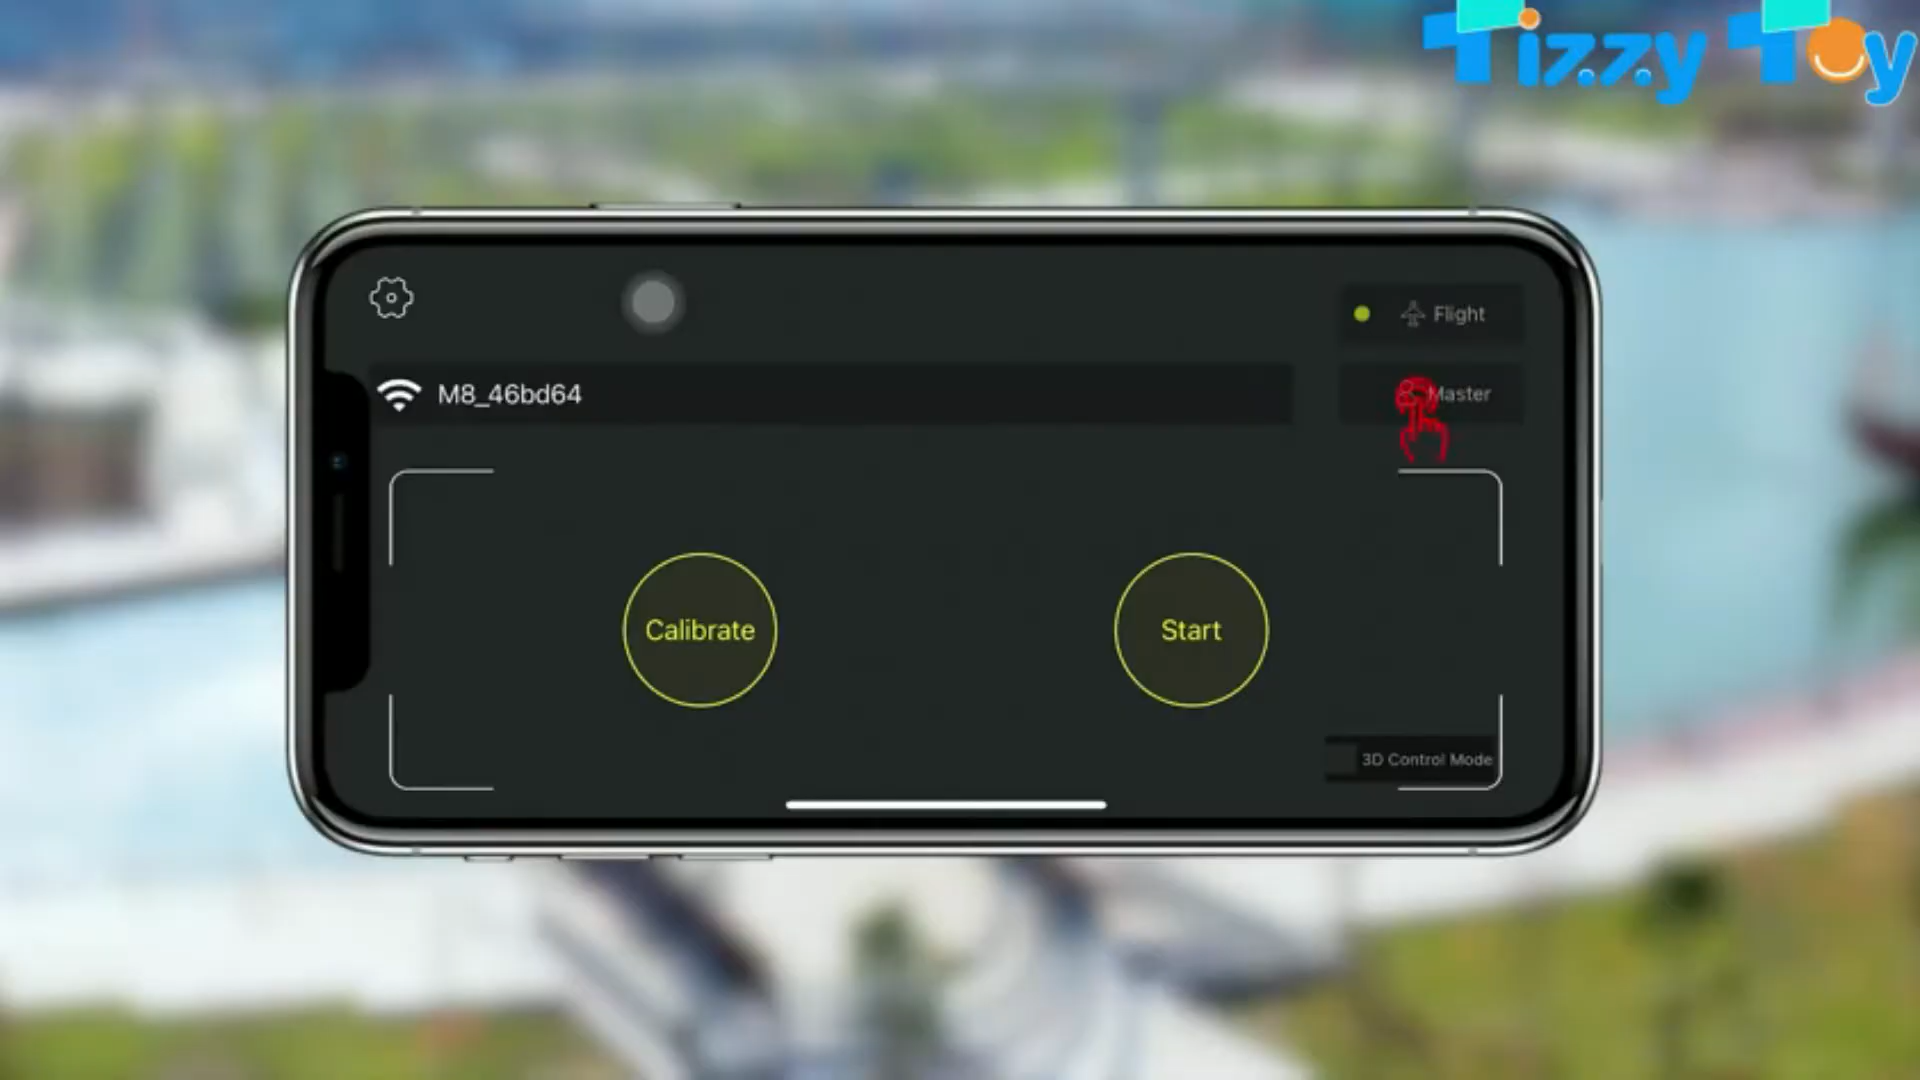 Tizzy Toy
Flight
M8_46bd64
Master
Calibrate
Start
3D Control Mode